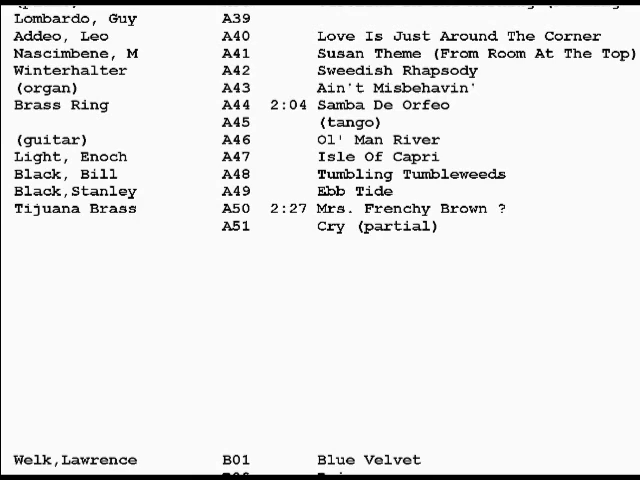 Lombardo, Guy A39
Addeo, Leo A40 Love Is Just Around The Corner
Nascimbene, M A41 Susan Theme (From Room At The Top)
Winterhalter A42 Sweedish Rhapsody
(organ) A43 Ain't Misbehavin'
Brass Ring A44 2:04 Samba De Orfeo
A45 (tango)
(guitar) A46 Ol' Man River
Light, Enoch A47 Isle Of Capri
Black, Bill A48 Tumbling Tumbleweeds
Black,Stanley A49 Ebb Tide
Tijuana Brass A50 2:27 Mrs. Frenchy Brown ?
A51 Cry (partial)
Welk,Lawrence B01 Blue Velvet